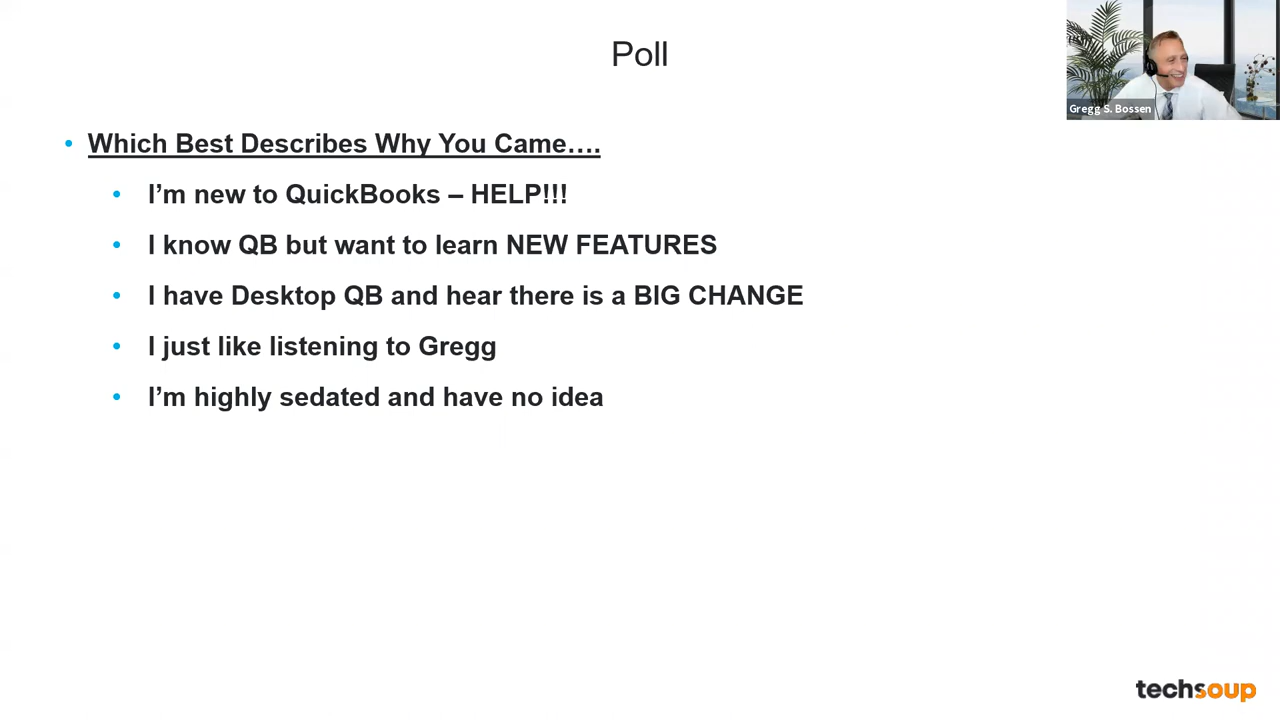 Poll
Gregg S. Bossen
• Which Best Describes Why You Came….
• I’m new to QuickBooks – HELP!!!
• I know QB but want to learn NEW FEATURES
• I have Desktop QB and hear there is a BIG CHANGE
• I just like listening to Gregg
• I’m highly sedated and have no idea
techsoup